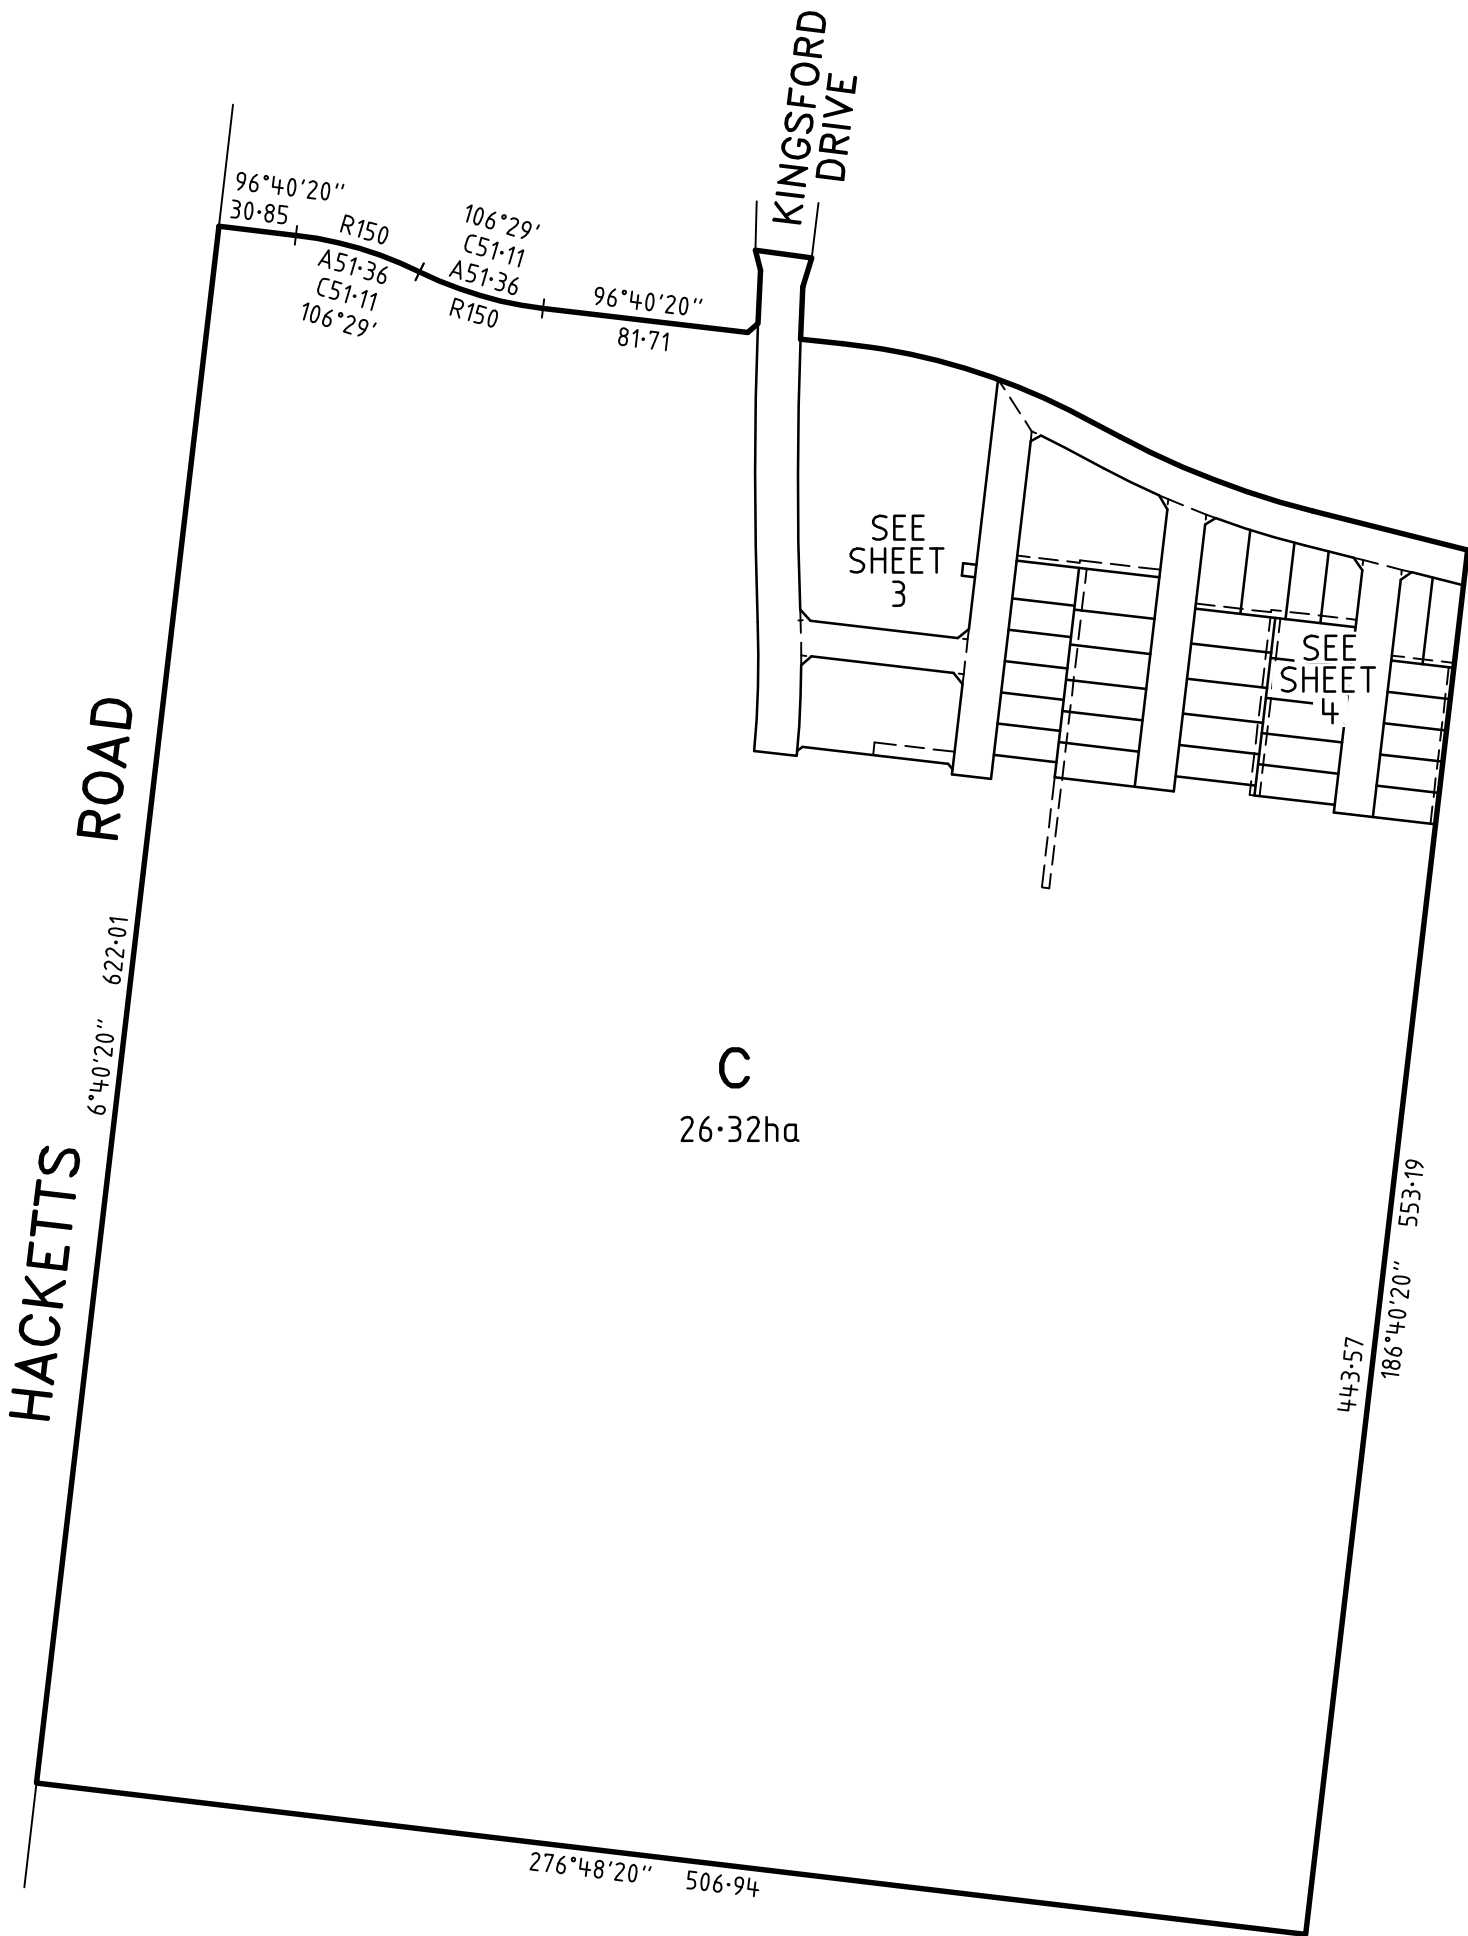 KINGSFORD
DRIVE
96°40'20"
30·85
R150
A51·36
C51·11
106°29'
106°29'
C51·11
A51·36
R150
96°40'20"
81·71
SEE
SHEET
3
SEE
SHEET
4
HACKETTS ROAD
6°40'20" 622·01
C
26·32ha
443·57
186°40'20" 553·19
276°48'20" 506·94